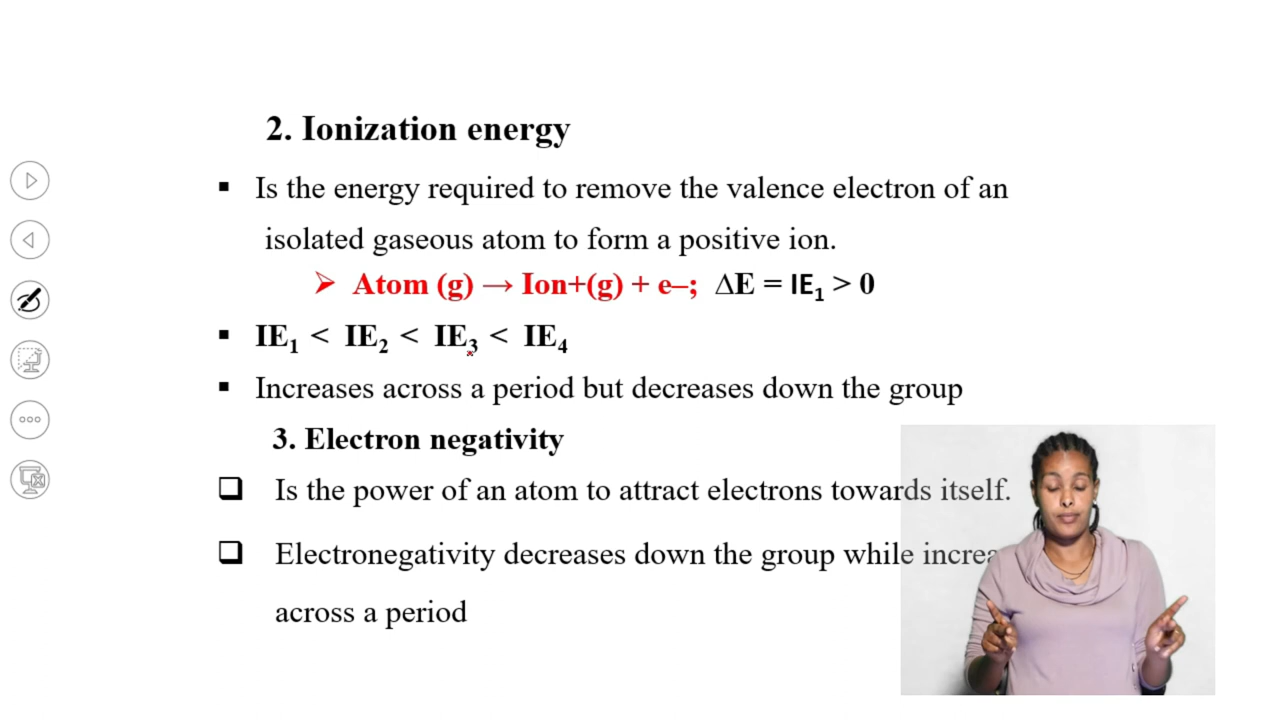 2. Ionization energy
▪ Is the energy required to remove the valence electron of an
isolated gaseous atom to form a positive ion.
➢ Atom (g) → Ion+(g) + e–; ΔE = IE₁ > 0
▪ IE₁ < IE₂ < IE₃ < IE₄
▪ Increases across a period but decreases down the group
3. Electron negativity
❑ Is the power of an atom to attract electrons towards itself.
❑ Electronegativity decreases down the group while
across a period